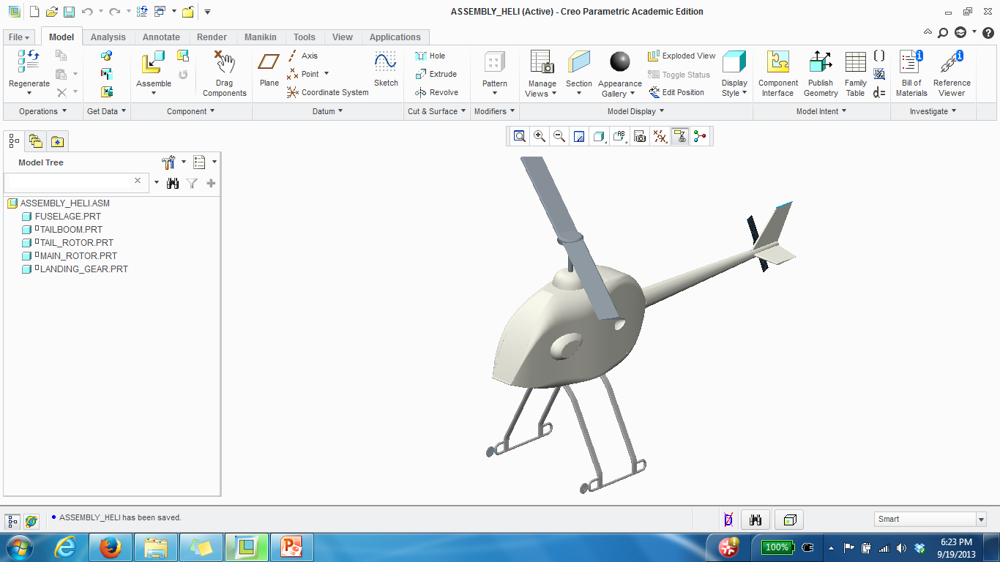 ASSEMBLY_HELI (Active) - Creo Parametric Academic Edition
File Model Analysis Annotate Render Manikin Tools View Applications
Regenerate
Assemble
Drag Components
Plane
Axis
Point
Coordinate System
Sketch
Hole
Extrude
Revolve
Pattern
Manage Views
Section
Appearance Gallery
Exploded View
Toggle Status
Edit Position
Display Style
Component Interface
Publish Geometry
Family Table
d=
Bill of Materials
Reference Viewer
Operations Get Data Component Datum Cut & Surface Modifiers Model Display Model Intent Investigate
AB
Model Tree
ASSEMBLY_HELI.ASM
FUSELAGE.PRT
TAILBOOM.PRT
TAIL_ROTOR.PRT
MAIN_ROTOR.PRT
LANDING_GEAR.PRT
ASSEMBLY_HELI has been saved.
Smart
100%
6:23 PM
9/19/2013